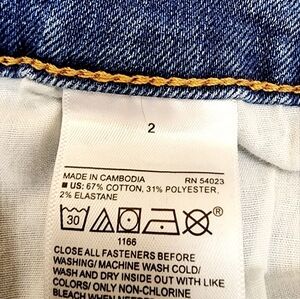 2
MADE IN CAMBODIA RN 54023
■ US: 67% COTTON, 31% POLYESTER,
2% ELASTANE
30 ®
1166
CLOSE ALL FASTENERS BEFORE
WASHING/ MACHINE WASH COLD/
WASH AND DRY INSIDE OUT WITH LIKE
COLORS/ ONLY NON-CHLORINE
BLEACH WHEN